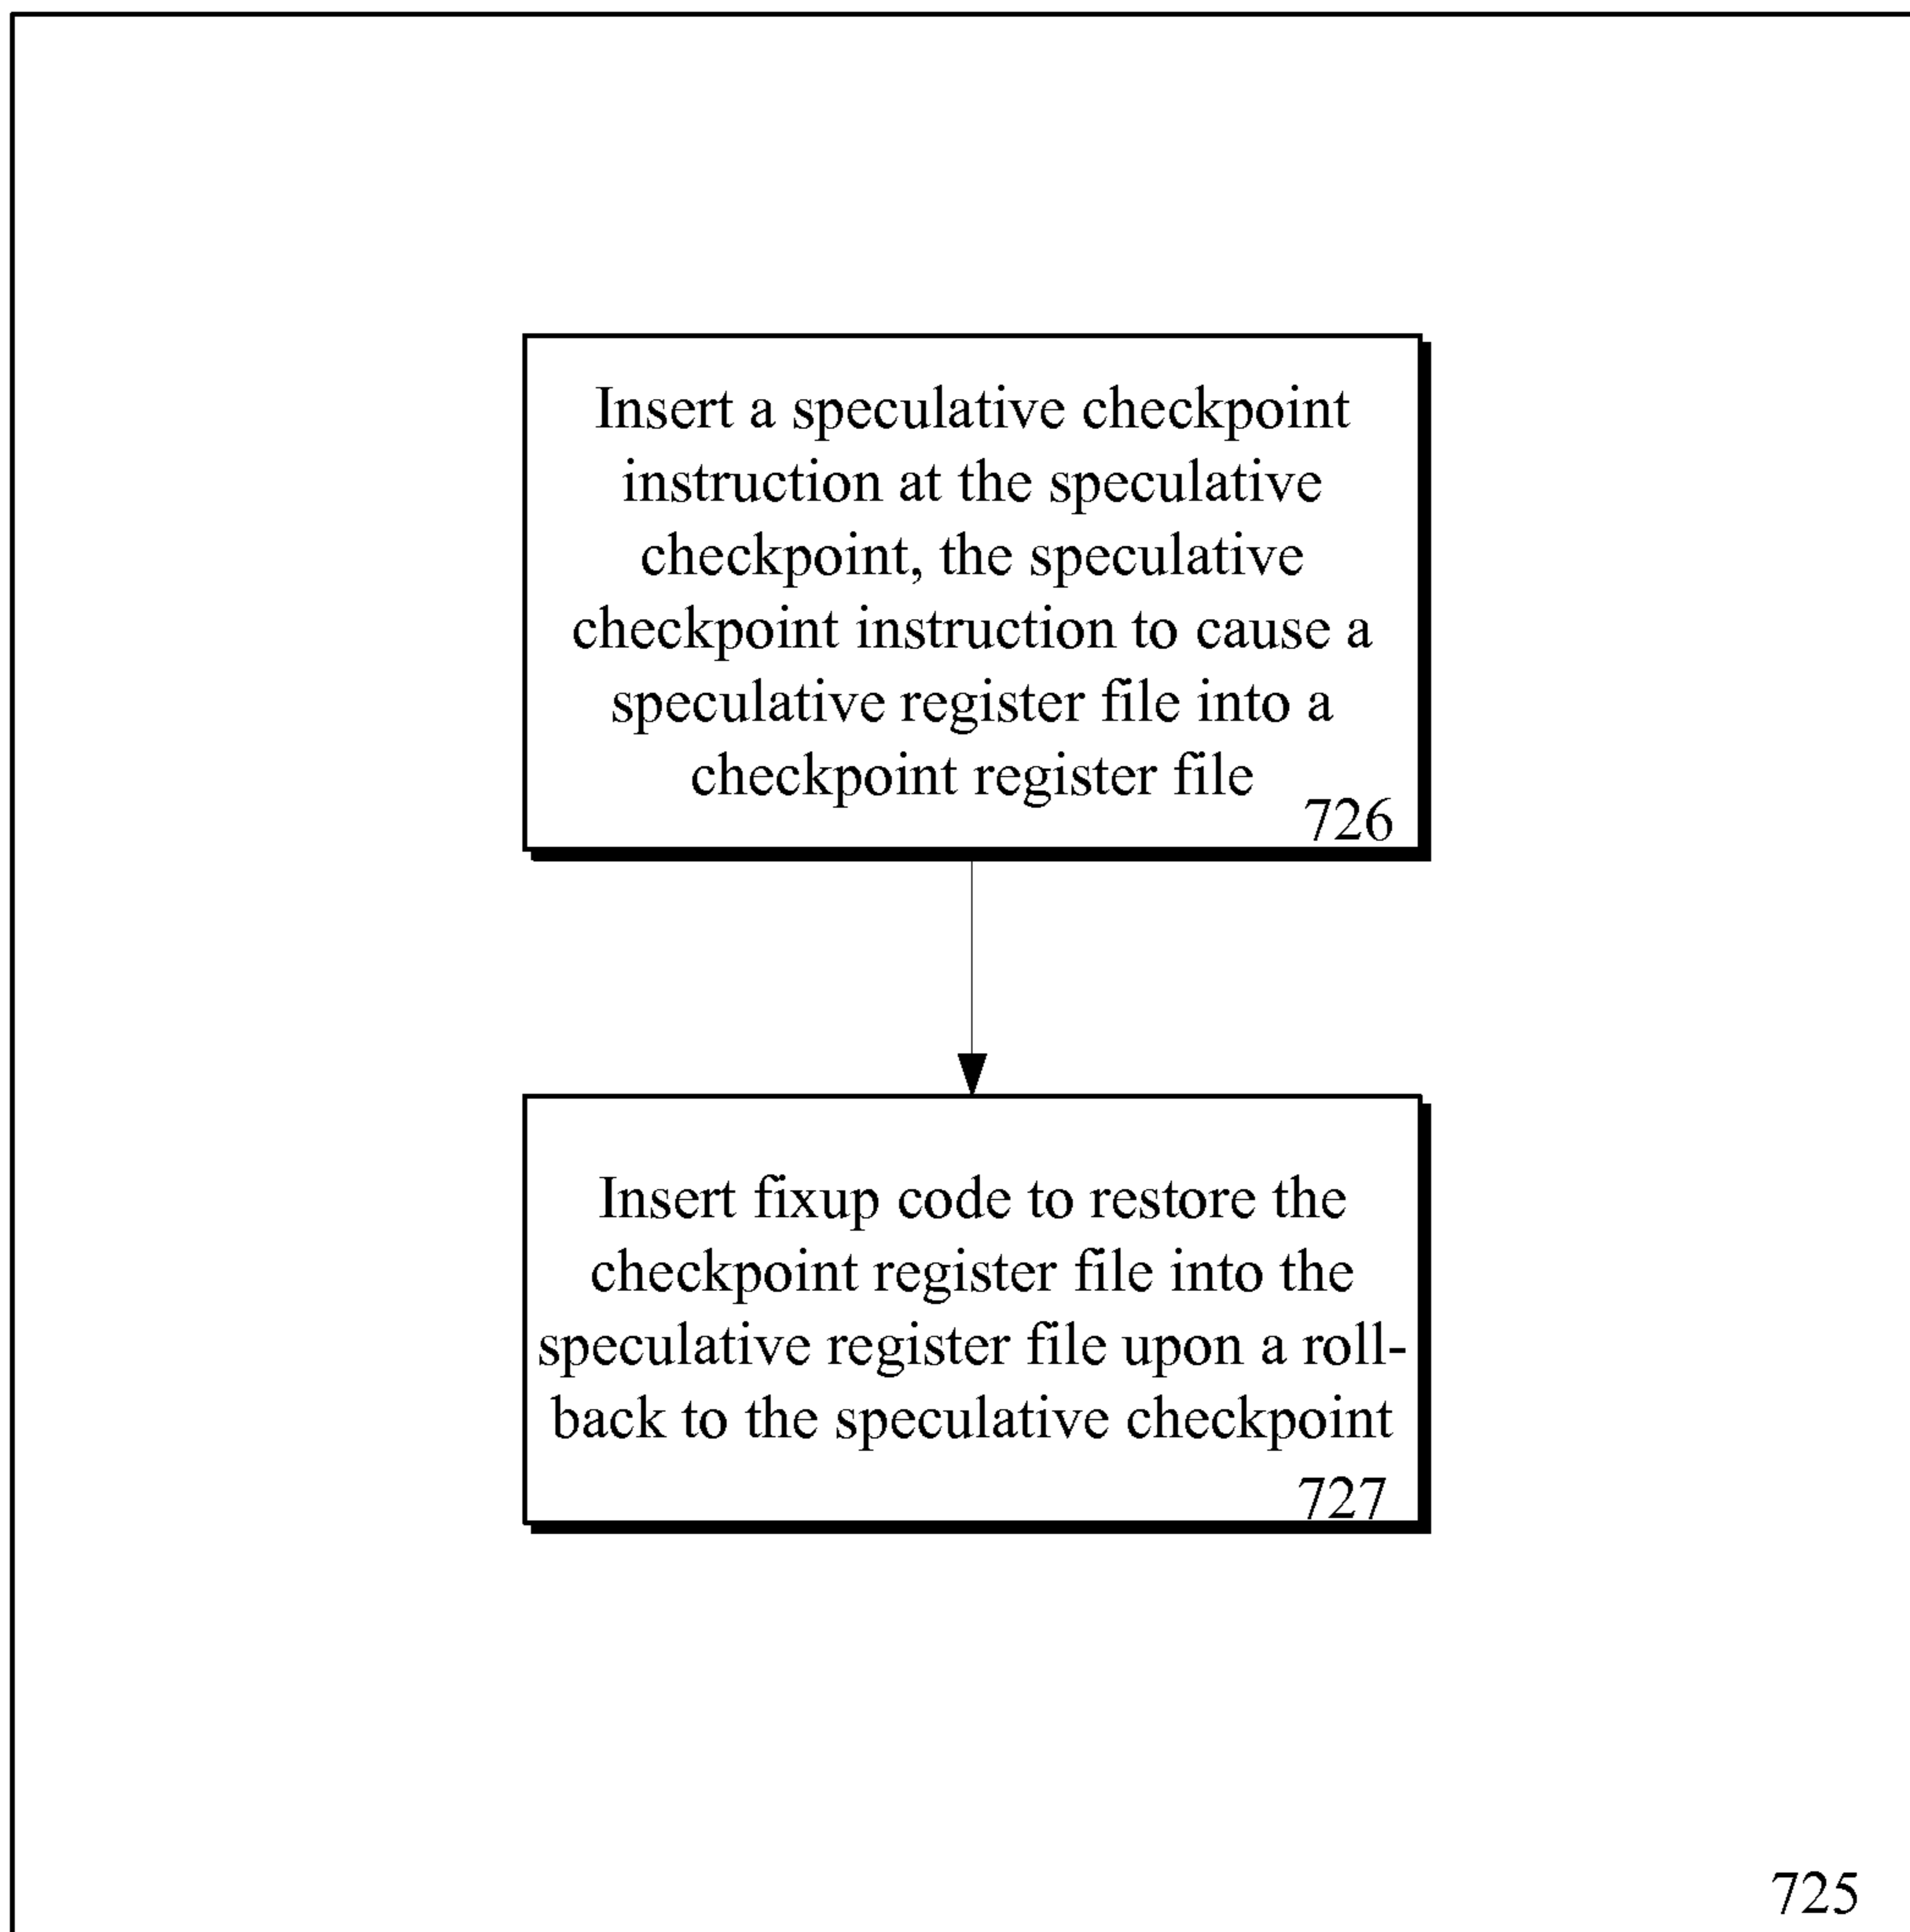 Insert a speculative checkpoint
instruction at the speculative
checkpoint, the speculative
checkpoint instruction to cause a
speculative register file into a
checkpoint register file
726
Insert fixup code to restore the
checkpoint register file into the
speculative register file upon a roll-
back to the speculative checkpoint
727
725